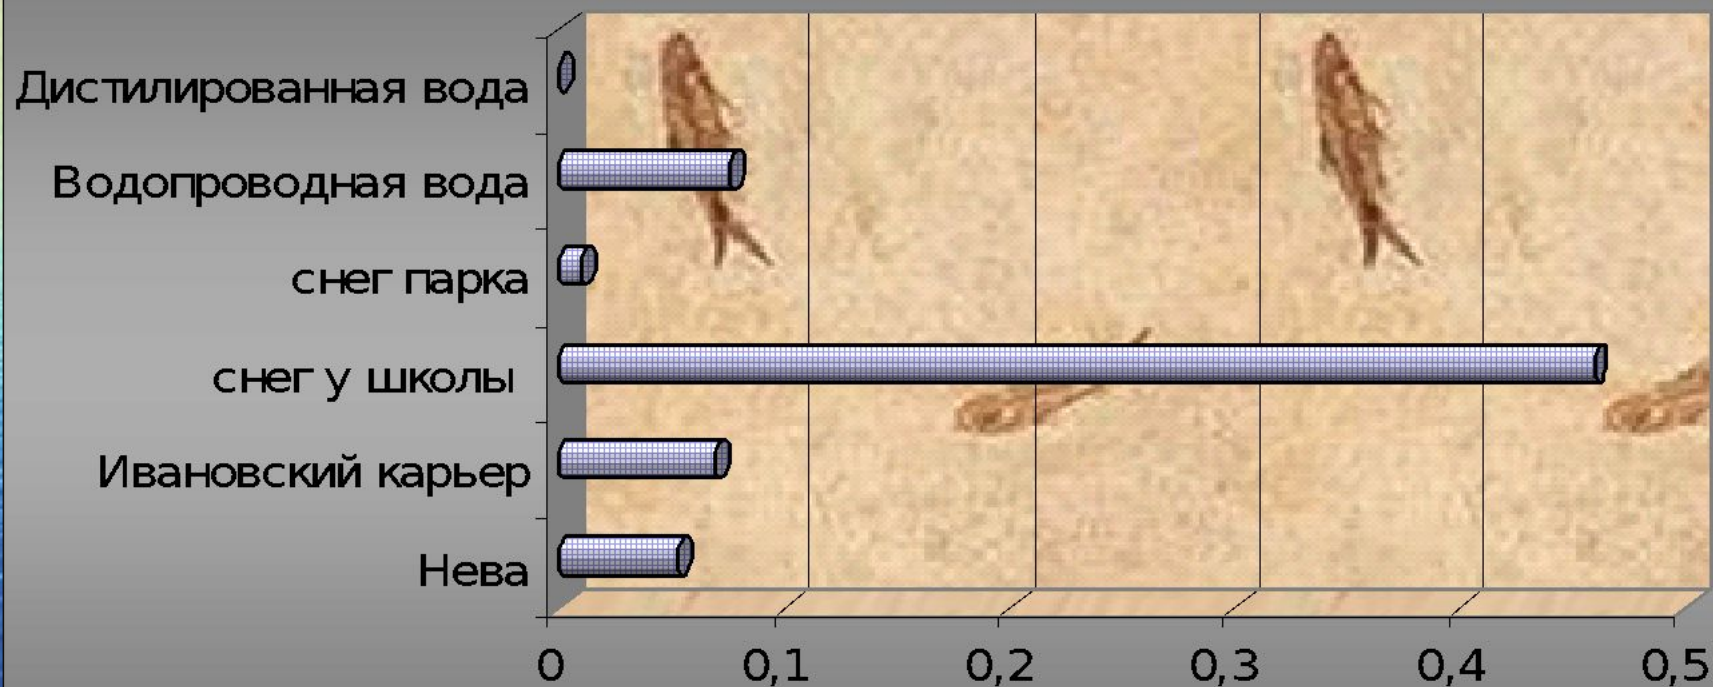 Дистилированная вода
Водопроводная вода
снег парка
снег у школы
Ивановский карьер
Нева
0 0,1 0,2 0,3 0,4 0,5